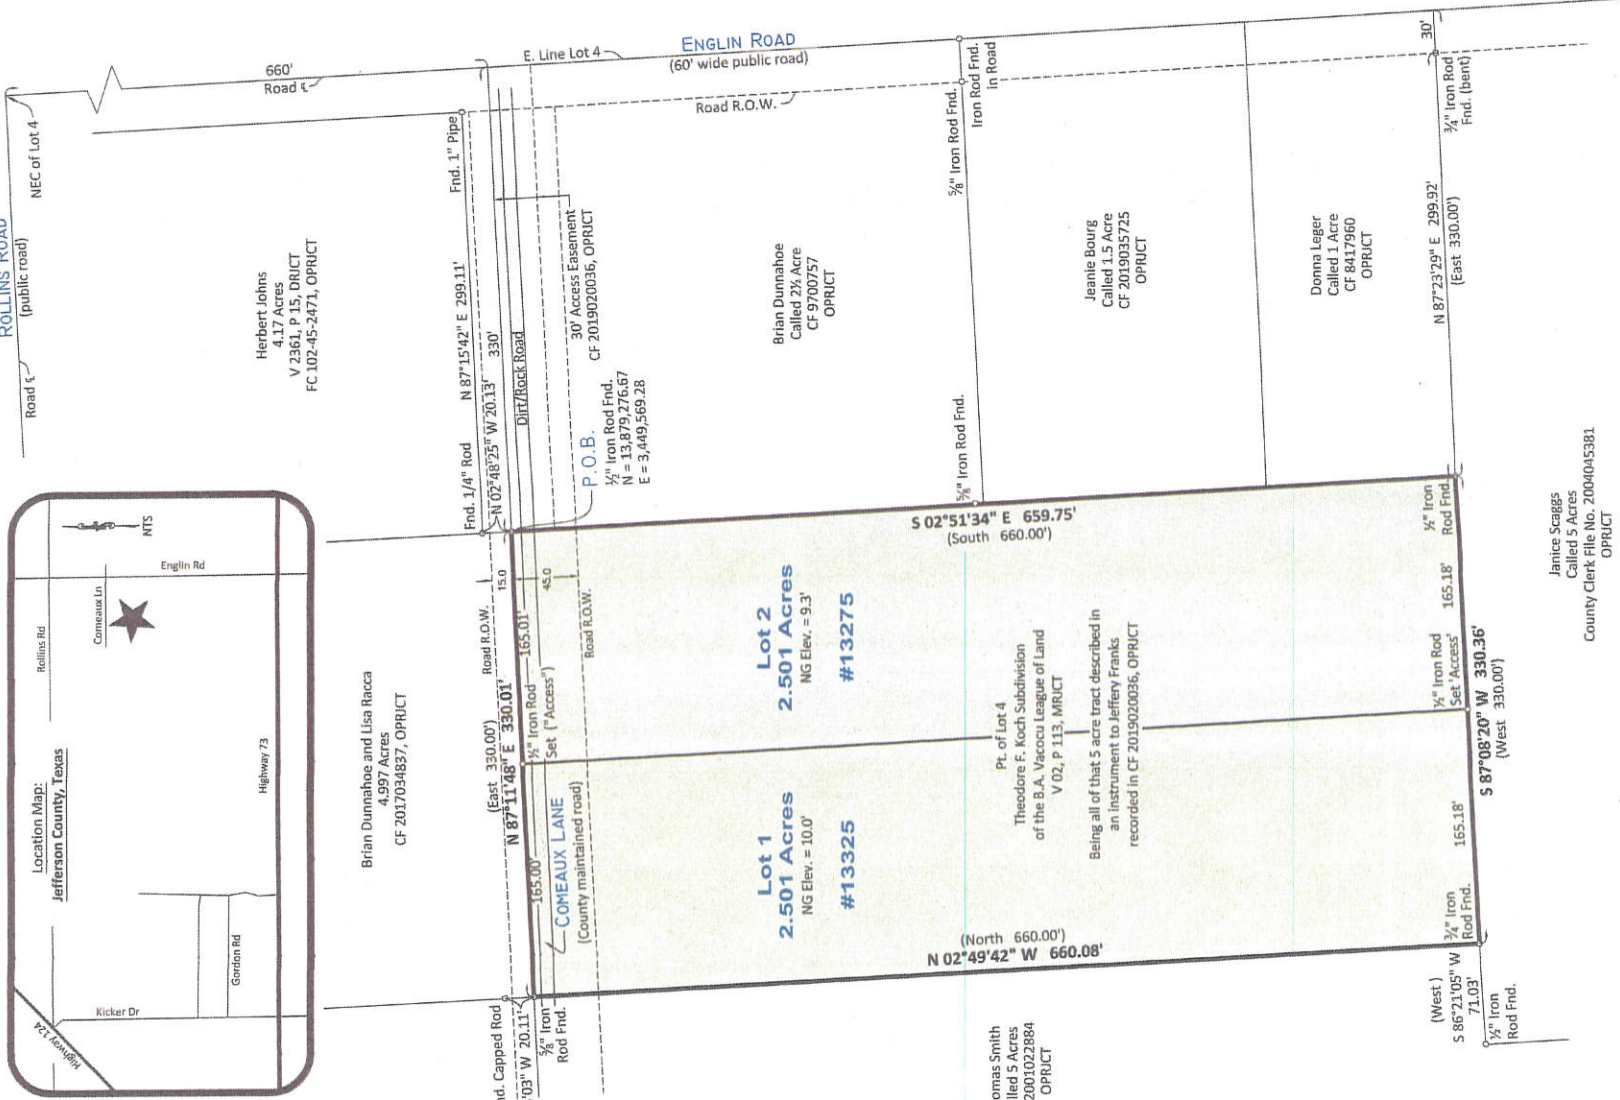 ROLLINS ROAD
(public road)
Road ℄
NEC of Lot 4
660'
Road ℄
E. Line Lot 4
ENGLIN ROAD
(60' wide public road)
Road R.O.W.
Iron Rod Fnd.
in Road
5/8" Iron Rod Fnd.
30'
3/4" Iron Rod
Fnd. (bent)
Location Map:
Jefferson County, Texas
NTS
Rollins Rd
Comeaux Ln
Englin Rd
Highway 73
Highway 124
Kicker Dr
Gordon Rd
Herbert Johns
4.17 Acres
V 2361, P 15, DRJCT
FC 102-45-2471, OPRJCT
Fnd. 1" Pipe
N 87°15'42" E 299.11'
Fnd. 1/4" Rod
N 02°48'25" W 20.13'
330'
Dirt/Rock Road
30' Access Easement
CF 2019020036, OPRJCT
P.O.B.
½" Iron Rod Fnd.
N = 13,879,276.67
E = 3,449,569.28
Brian Dunnahoe
Called 2½ Acre
CF 9700757
OPRJCT
5/8" Iron Rod Fnd.
Jeanie Bourg
Called 1.5 Acre
CF 2019035725
OPRJCT
Donna Leger
Called 1 Acre
CF 8417960
OPRJCT
N 87°23'29" E 299.92'
(East 330.00')
Brian Dunnahoe and Lisa Racca
4.997 Acres
CF 2017034837, OPRJCT
Road R.O.W.
15.0
45.0
(East 330.00')
N 87°11'48" E 330.01'
165.00'
½" Iron Rod
Set ("Access")
165.01'
Road R.O.W.
COMEAUX LANE
(County maintained road)
nd. Capped Rod
'03" W 20.11'
5/8" Iron
Rod Fnd.
Lot 1
2.501 Acres
NG Elev. = 10.0'
#13325
Lot 2
2.501 Acres
NG Elev. = 9.3'
#13275
S 02°51'34" E 659.75'
(South 660.00')
Pt. of Lot 4
Theodore F. Koch Subdivision
of the B.A. Vacocu League of Land
V 02, P 113, MRJCT
Being all of that 5 acre tract described in
an instrument to Jeffery Franks
recorded in CF 2019020036, OPRJCT
(North 660.00')
N 02°49'42" W 660.08'
½" Iron
Rod Fnd.
165.18'
½" Iron Rod
Set 'Access'
165.18'
3/4" Iron
Rod Fnd.
S 87°08'20" W 330.36'
(West 330.00')
(West )
S 86°21'05" W
71.03'
½" Iron
Rod Fnd.
omas Smith
lled 5 Acres
2001022884
OPRJCT
Janice Scaggs
Called 5 Acres
County Clerk File No. 2004045381
OPRJCT